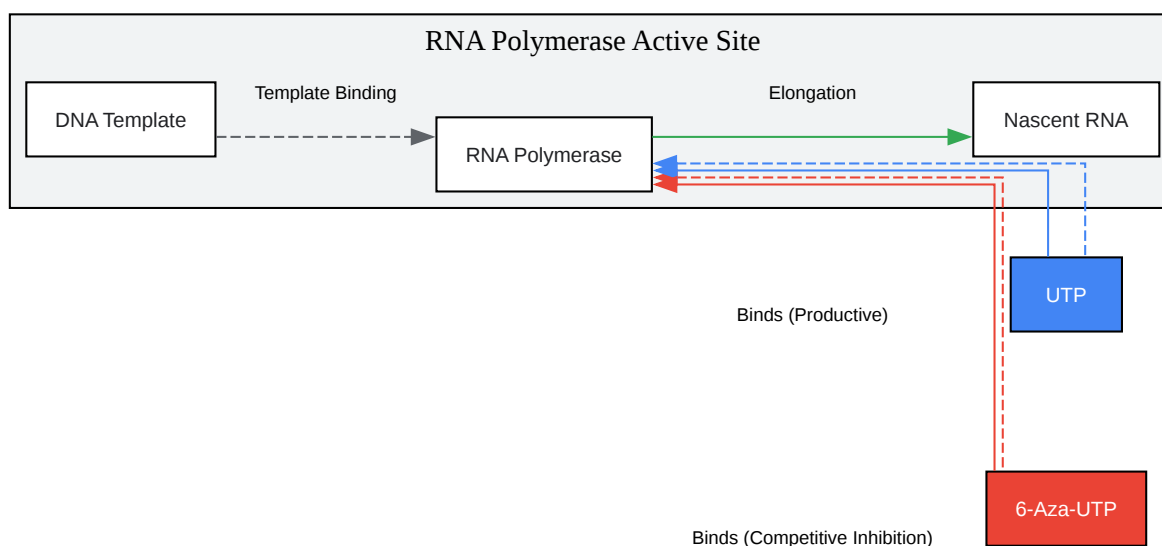 RNA Polymerase Active Site
Template Binding
Elongation
DNA Template
Nascent RNA
RNA Polymerase
UTP
Binds (Productive)
6-Aza-UTP
Binds (Competitive Inhibition)